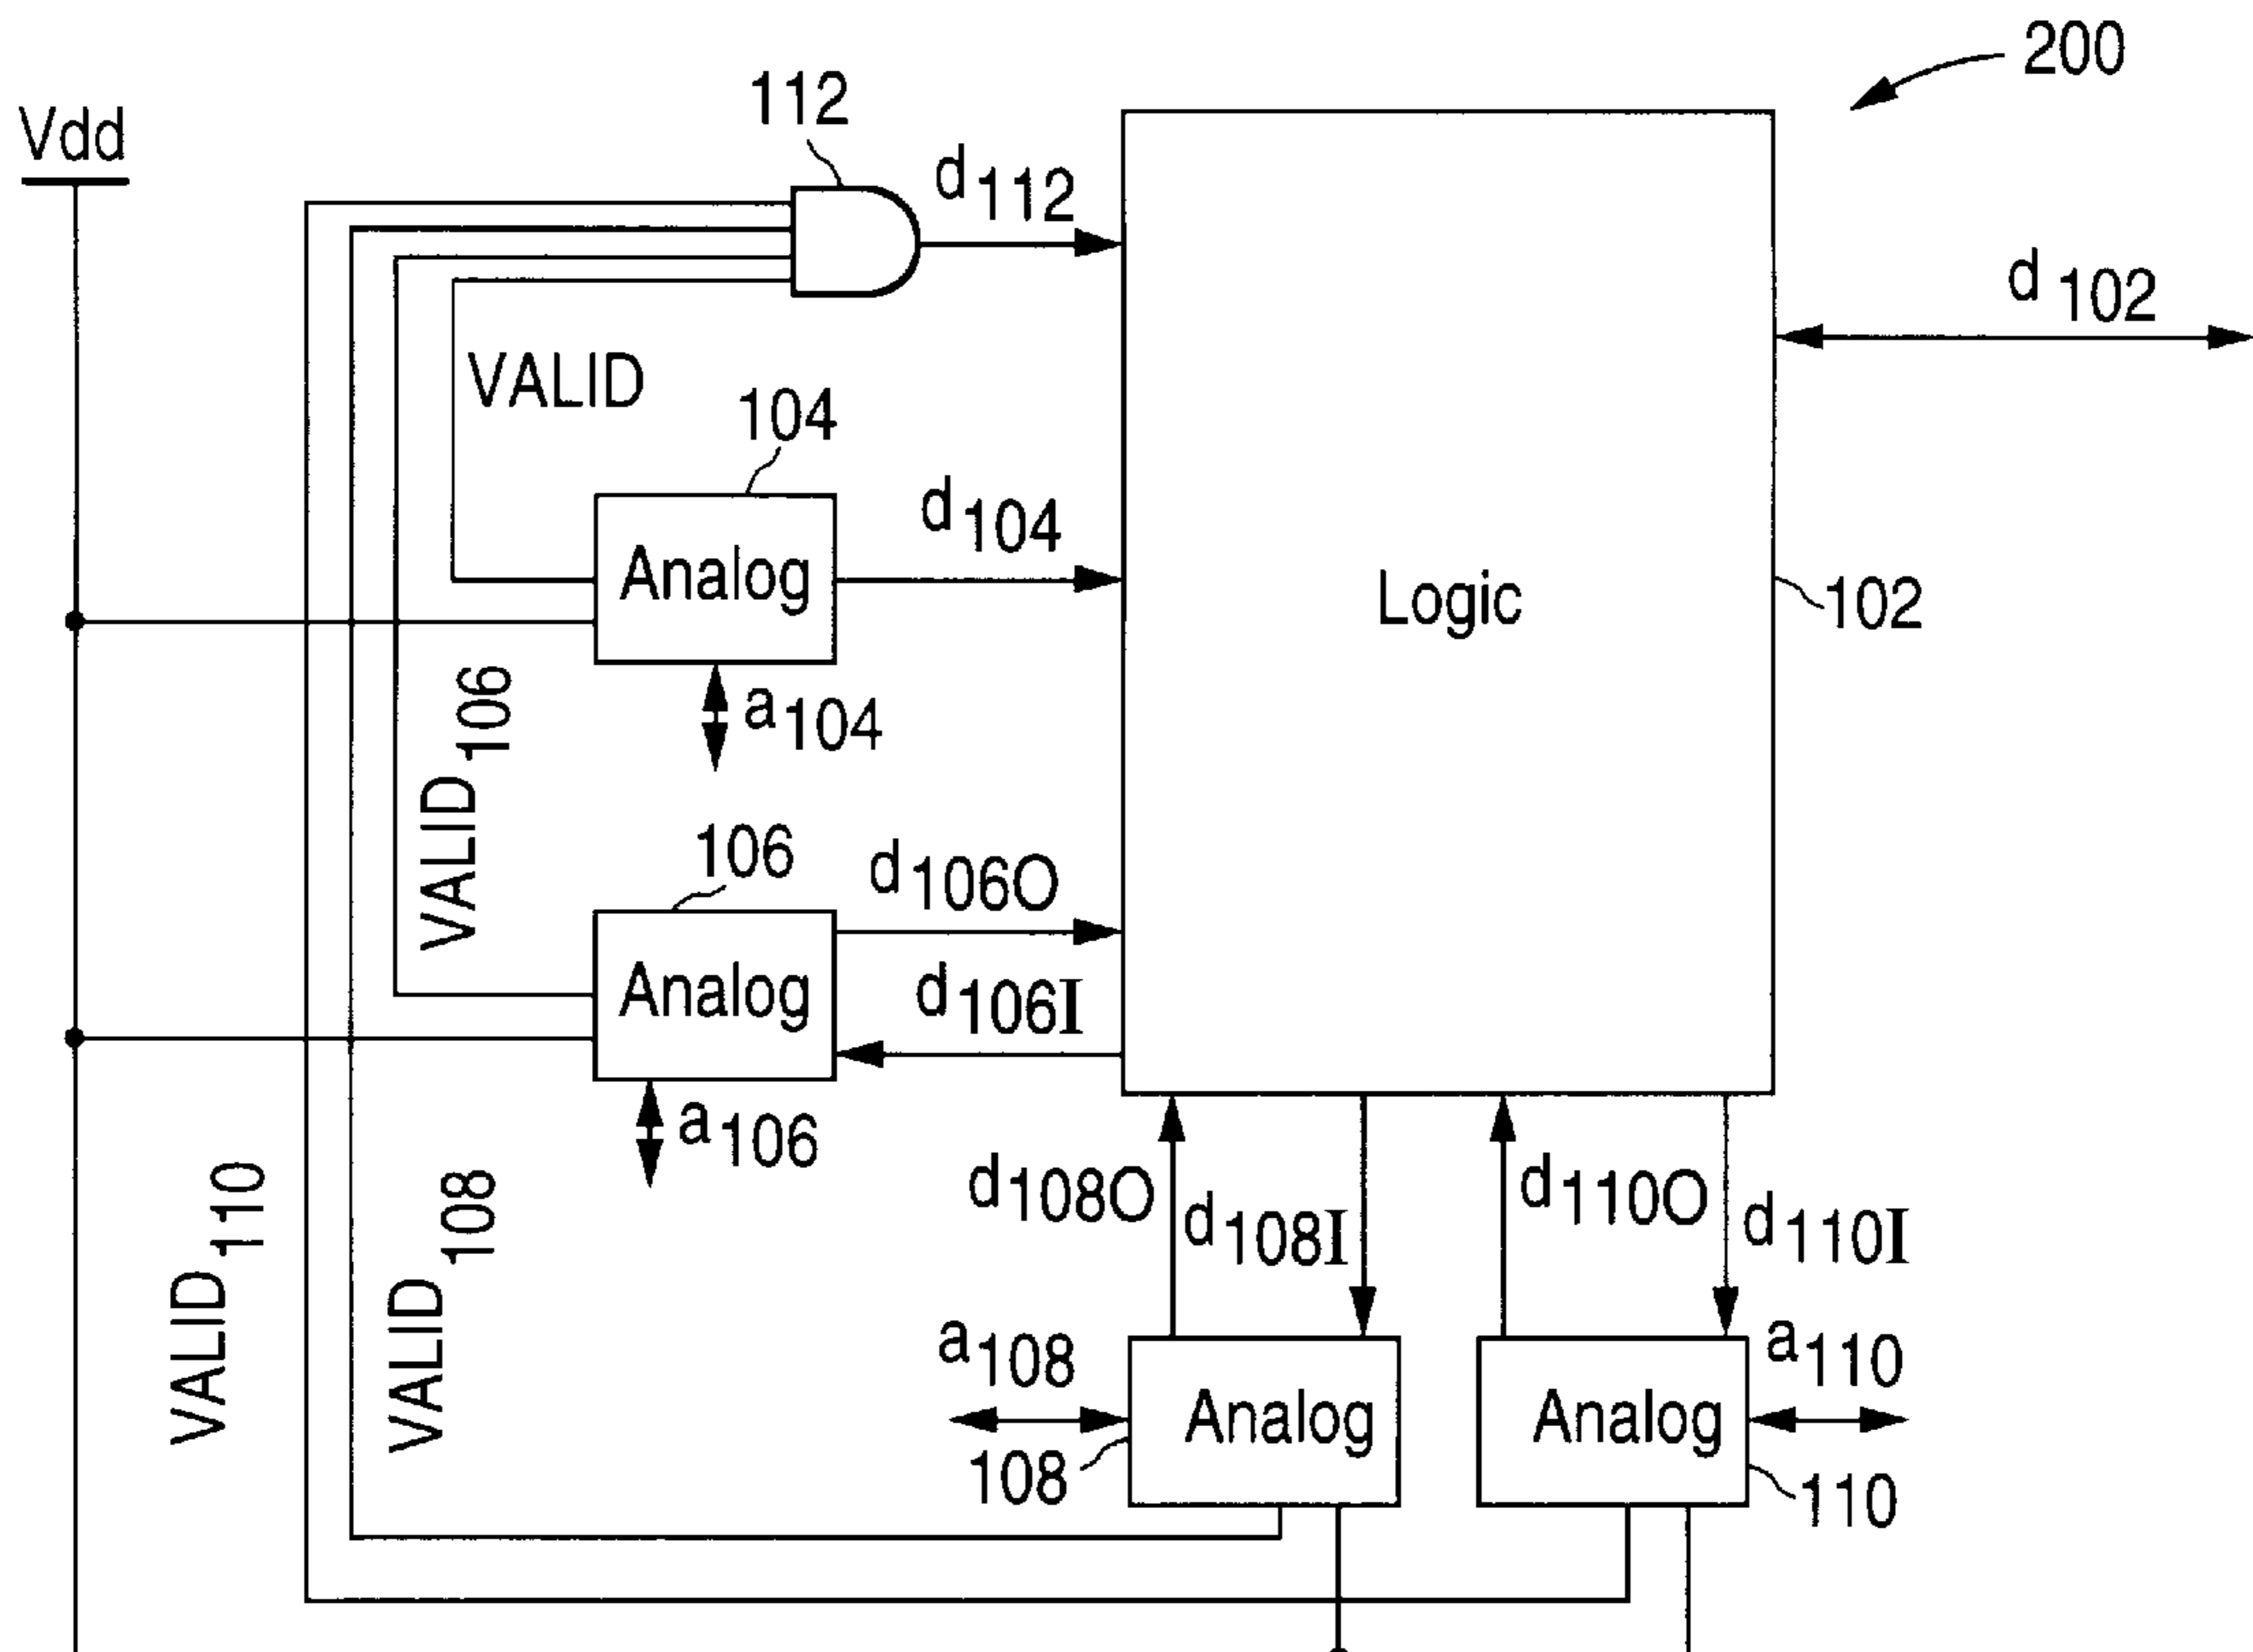 200
Vdd
112
d112
d102
VALID
104
d104
Analog
Logic
102
VALID106
a104
106
d106O
Analog
d106I
a106
VALID110
VALID108
d108O
d108I
d110O
d110I
a108
a110
Analog
Analog
108
110